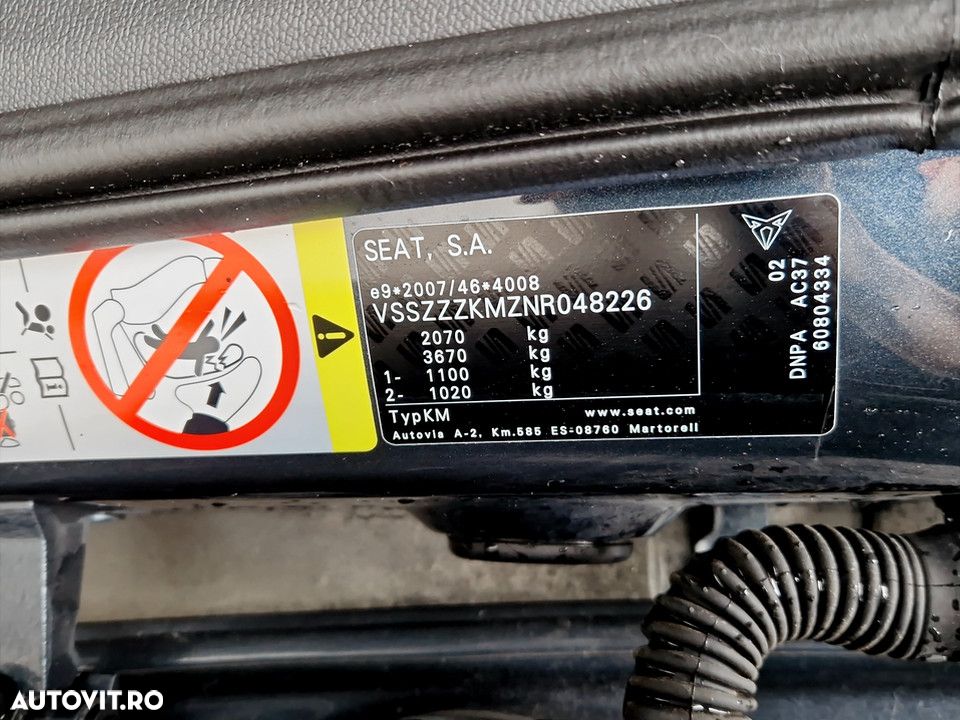 SEAT, S.A.
e9*2007/46*4008
VSSZZZKMZNR048226
2070 kg
3670 kg
1- 1100 kg
2- 1020 kg
TypKM www.seat.com
Autovia A-2, Km.585 ES-08760 Martorell
02
DNPA AC37
60804334
AUTOVIT.RO